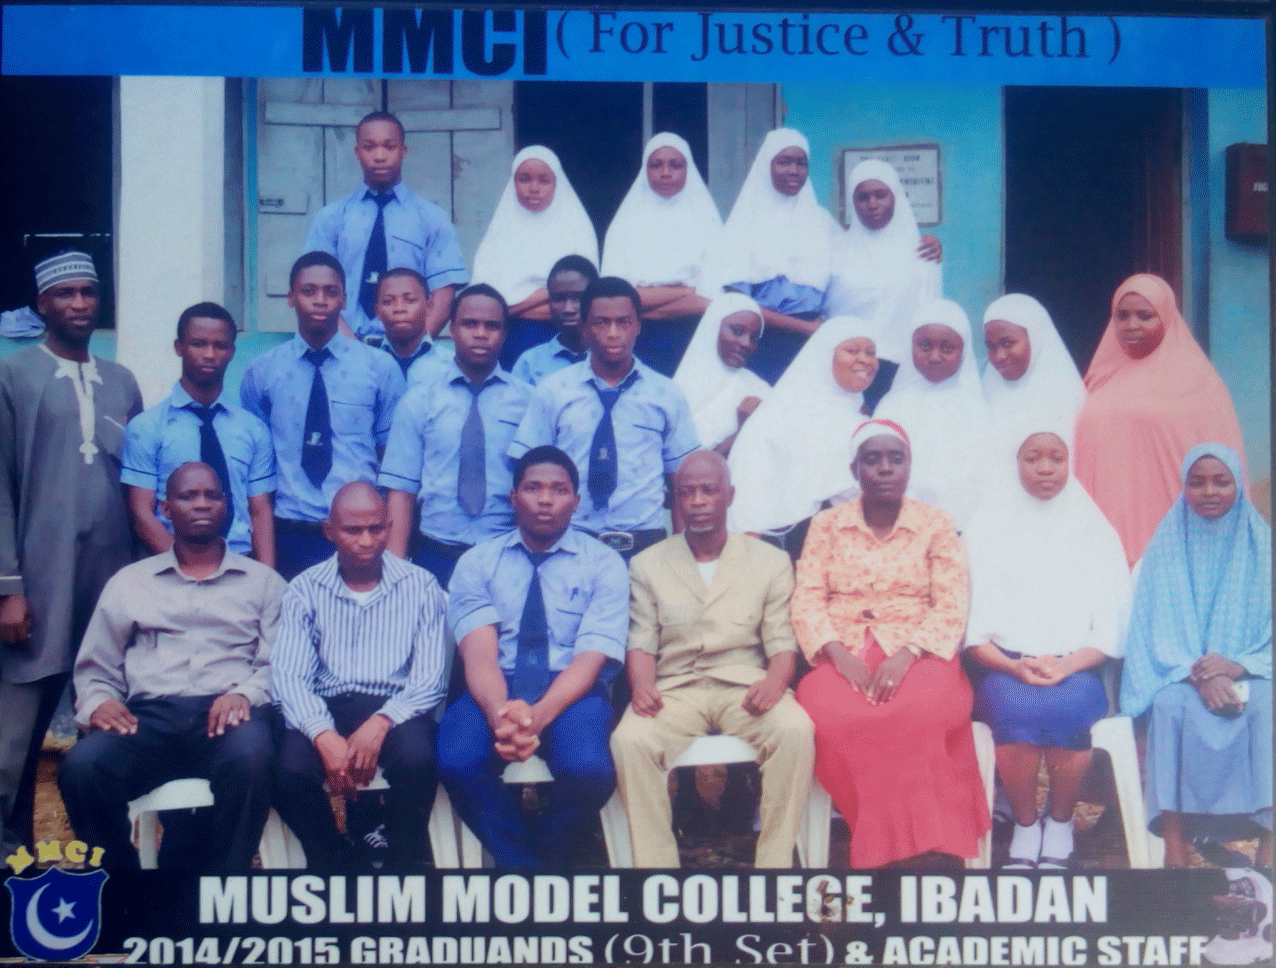 MMCI ( For Justice & Truth )
MMCI
MUSLIM MODEL COLLEGE, IBADAN
2014/2015 GRADUANDS (9th Set) & ACADEMIC STAFF